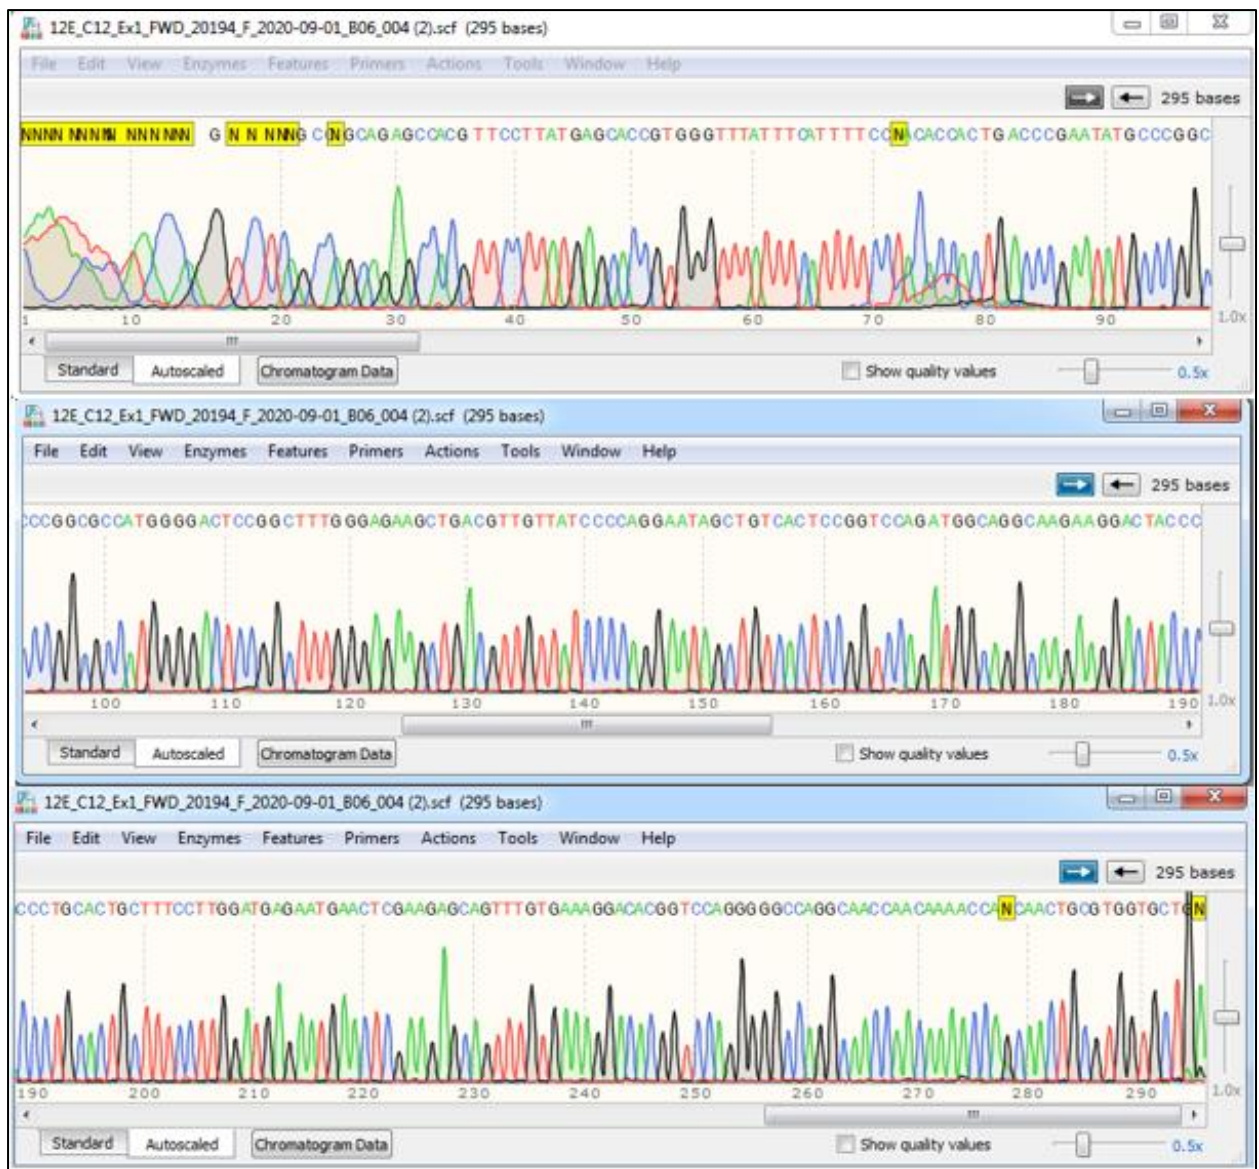 12E_C12_Ex1_FWD_20194_F_2020-09-01_B06_004 (2).scf (295 bases)
File Edit View Enzymes Features Primers Actions Tools Window Help
295 bases
NNNN NNNNN NNNNNN G N N NNNG C NGCAGAGCCACG TTCCTTATGAGCACCGTGGGTTTATTTCATTTTCCNACACCACTGACCCGAATATGCCCGGC
1 10 20 30 40 50 60 70 80 90
1.0x
Standard Autoscaled Chromatogram Data Show quality values 0.5x
12E_C12_Ex1_FWD_20194_F_2020-09-01_B06_004 (2).scf (295 bases)
File Edit View Enzymes Features Primers Actions Tools Window Help
295 bases
CCCGGCGCCATGGGGACTCCGGCTTTGGGAGAAGCTGACGTTGTTATCCCCAGGAATAGCTGTCACTCCGGTCCAGATGGCAGGCAAGAAGGACTACCC
100 110 120 130 140 150 160 170 180 190
1.0x
Standard Autoscaled Chromatogram Data Show quality values 0.5x
12E_C12_Ex1_FWD_20194_F_2020-09-01_B06_004 (2).scf (295 bases)
File Edit View Enzymes Features Primers Actions Tools Window Help
295 bases
CCCTGCACTGCTTTCCTTGGATGAGAATGAACTCGAAGAGCAGTTTGTGAAAGGACACGGTCCAGGGGGCCAGGCAACCAACAAAACCANCAACTGCGTGGTGCTGN
190 200 210 220 230 240 250 260 270 280 290
1.0x
Standard Autoscaled Chromatogram Data Show quality values 0.5x